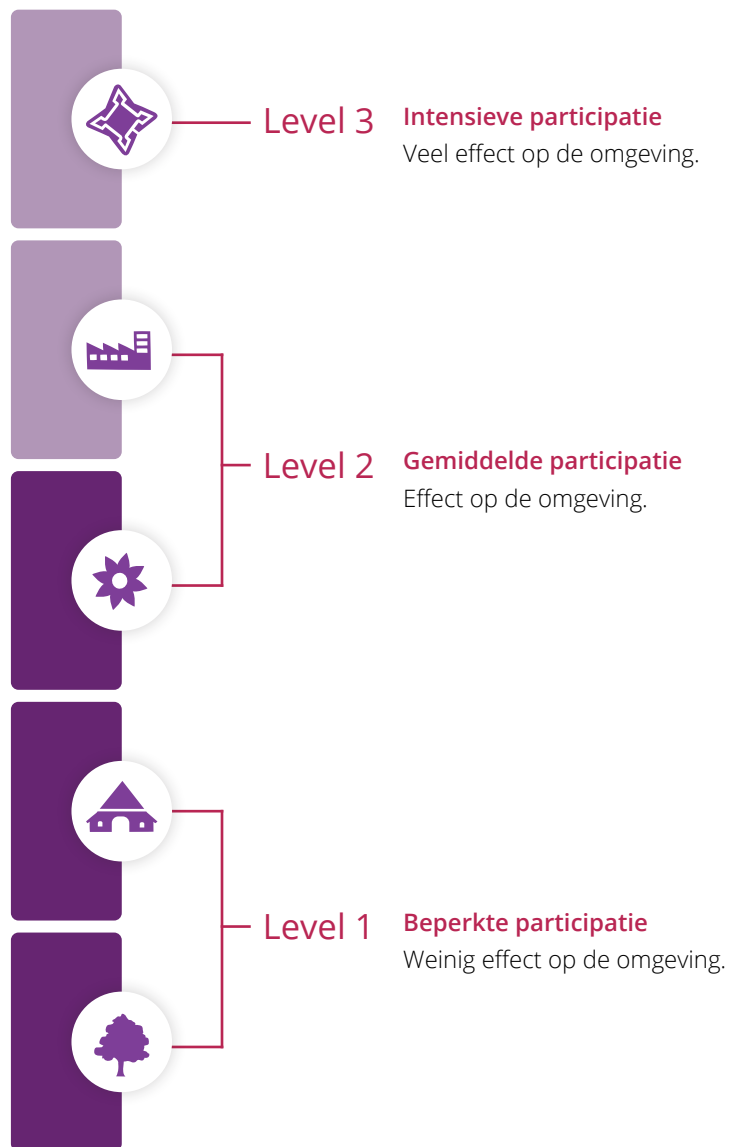 Level 3
Intensieve participatie
Veel effect op de omgeving.
Level 2
Gemiddelde participatie
Effect op de omgeving.
Level 1
Beperkte participatie
Weinig effect op de omgeving.